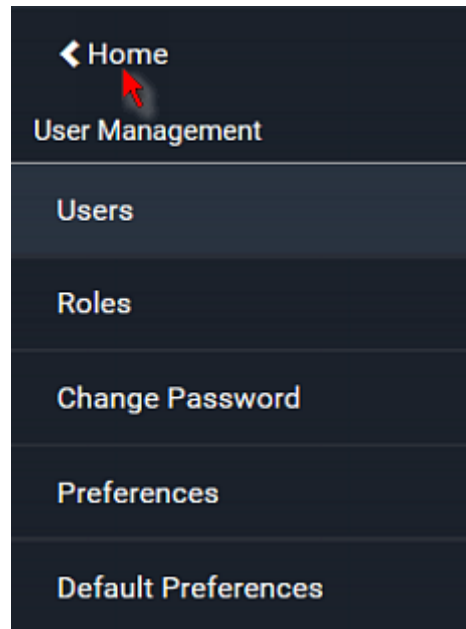 Home
User Management
Users
Roles
Change Password
Preferences
Default Preferences